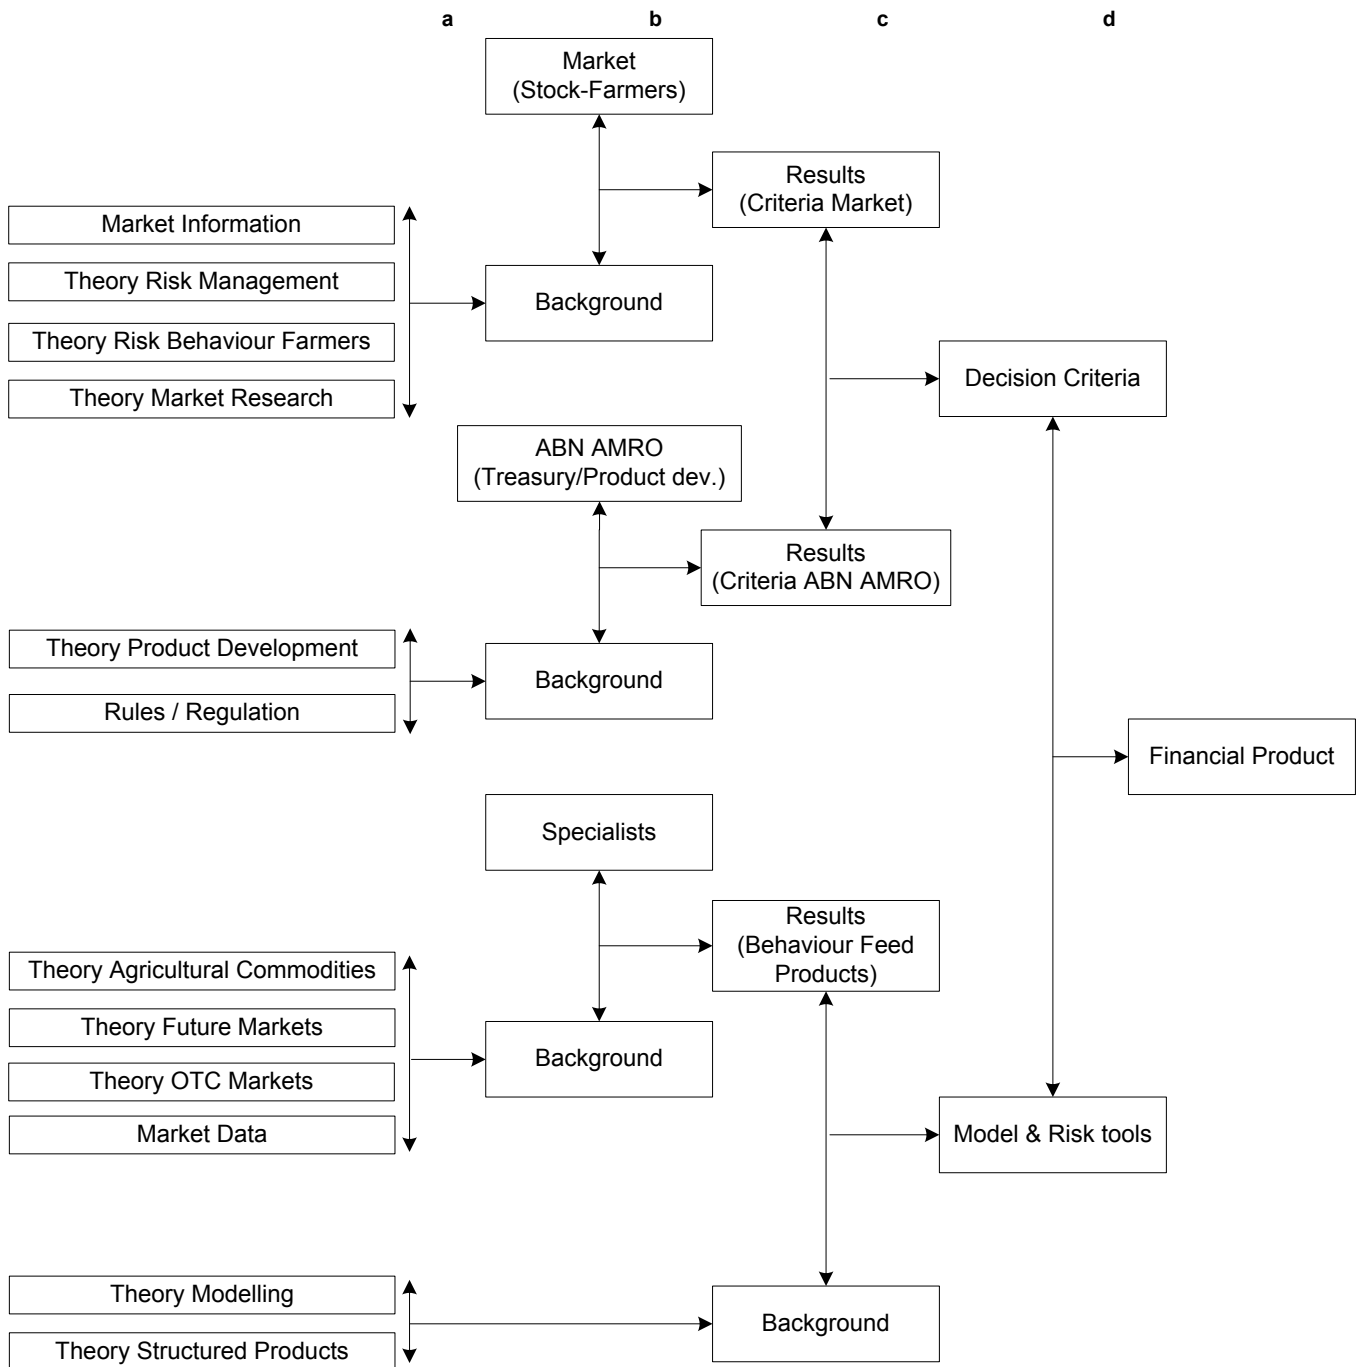 a b c d
Market
(Stock-Farmers)
Results
(Criteria Market)
Market Information
Theory Risk Management
Background
Theory Risk Behaviour Farmers
Theory Market Research
Decision Criteria
ABN AMRO
(Treasury/Product dev.)
Results
(Criteria ABN AMRO)
Theory Product Development
Background
Rules / Regulation
Financial Product
Specialists
Results
(Behaviour Feed
Products)
Theory Agricultural Commodities
Theory Future Markets
Background
Theory OTC Markets
Market Data
Model & Risk tools
Theory Modelling
Background
Theory Structured Products